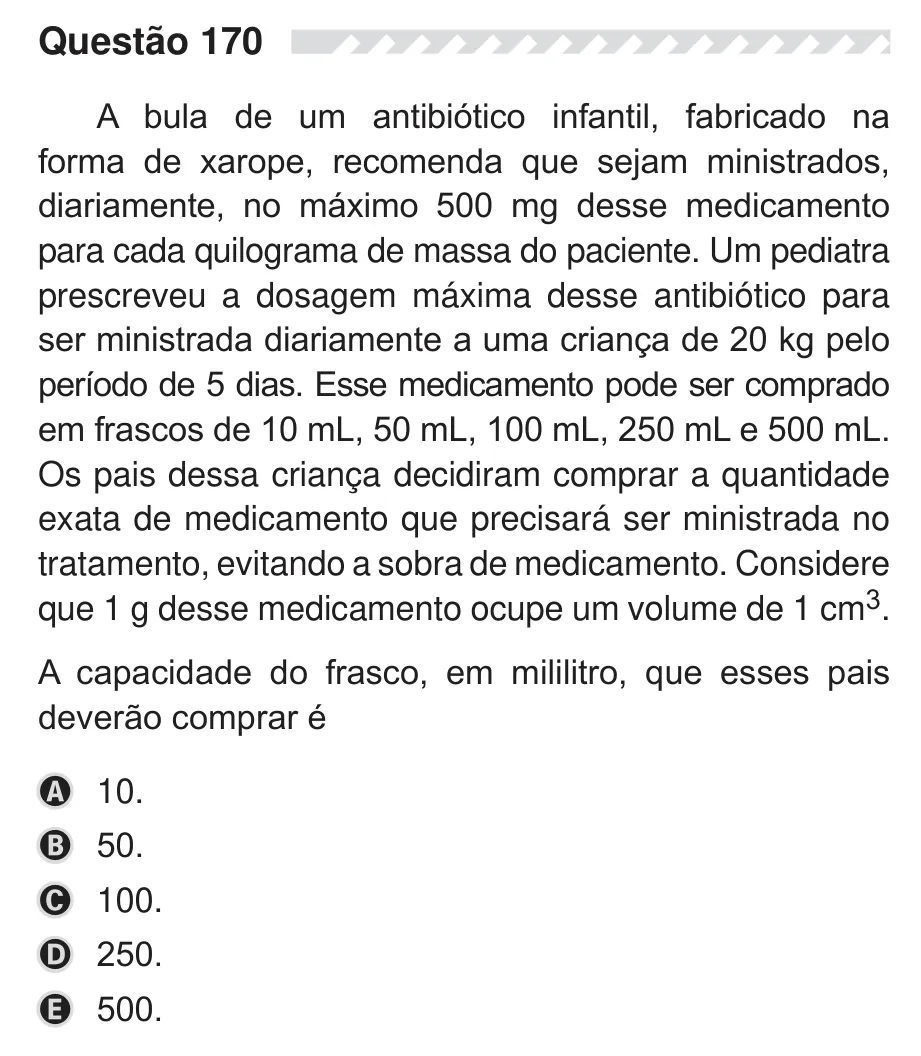 Questão 170
A bula de um antibiótico infantil, fabricado na
forma de xarope, recomenda que sejam ministrados,
diariamente, no máximo 500 mg desse medicamento
para cada quilograma de massa do paciente. Um pediatra
prescreveu a dosagem máxima desse antibiótico para
ser ministrada diariamente a uma criança de 20 kg pelo
período de 5 dias. Esse medicamento pode ser comprado
em frascos de 10 mL, 50 mL, 100 mL, 250 mL e 500 mL.
Os pais dessa criança decidiram comprar a quantidade
exata de medicamento que precisará ser ministrada no
tratamento, evitando a sobra de medicamento. Considere
que 1 g desse medicamento ocupe um volume de 1 cm³.
A capacidade do frasco, em mililitro, que esses pais
deverão comprar é
A 10.
B 50.
C 100.
D 250.
E 500.